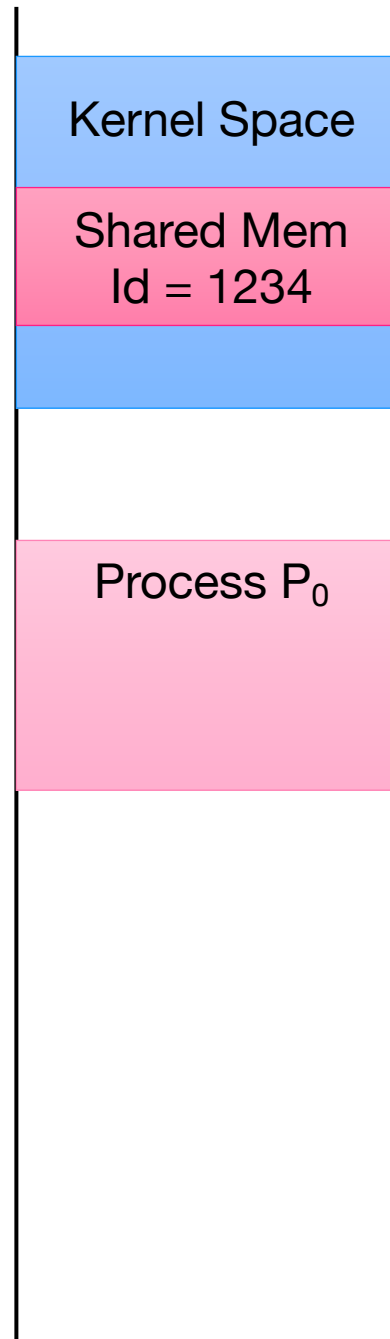 Kernel Space
Shared Mem
Id = 1234
Process P₀